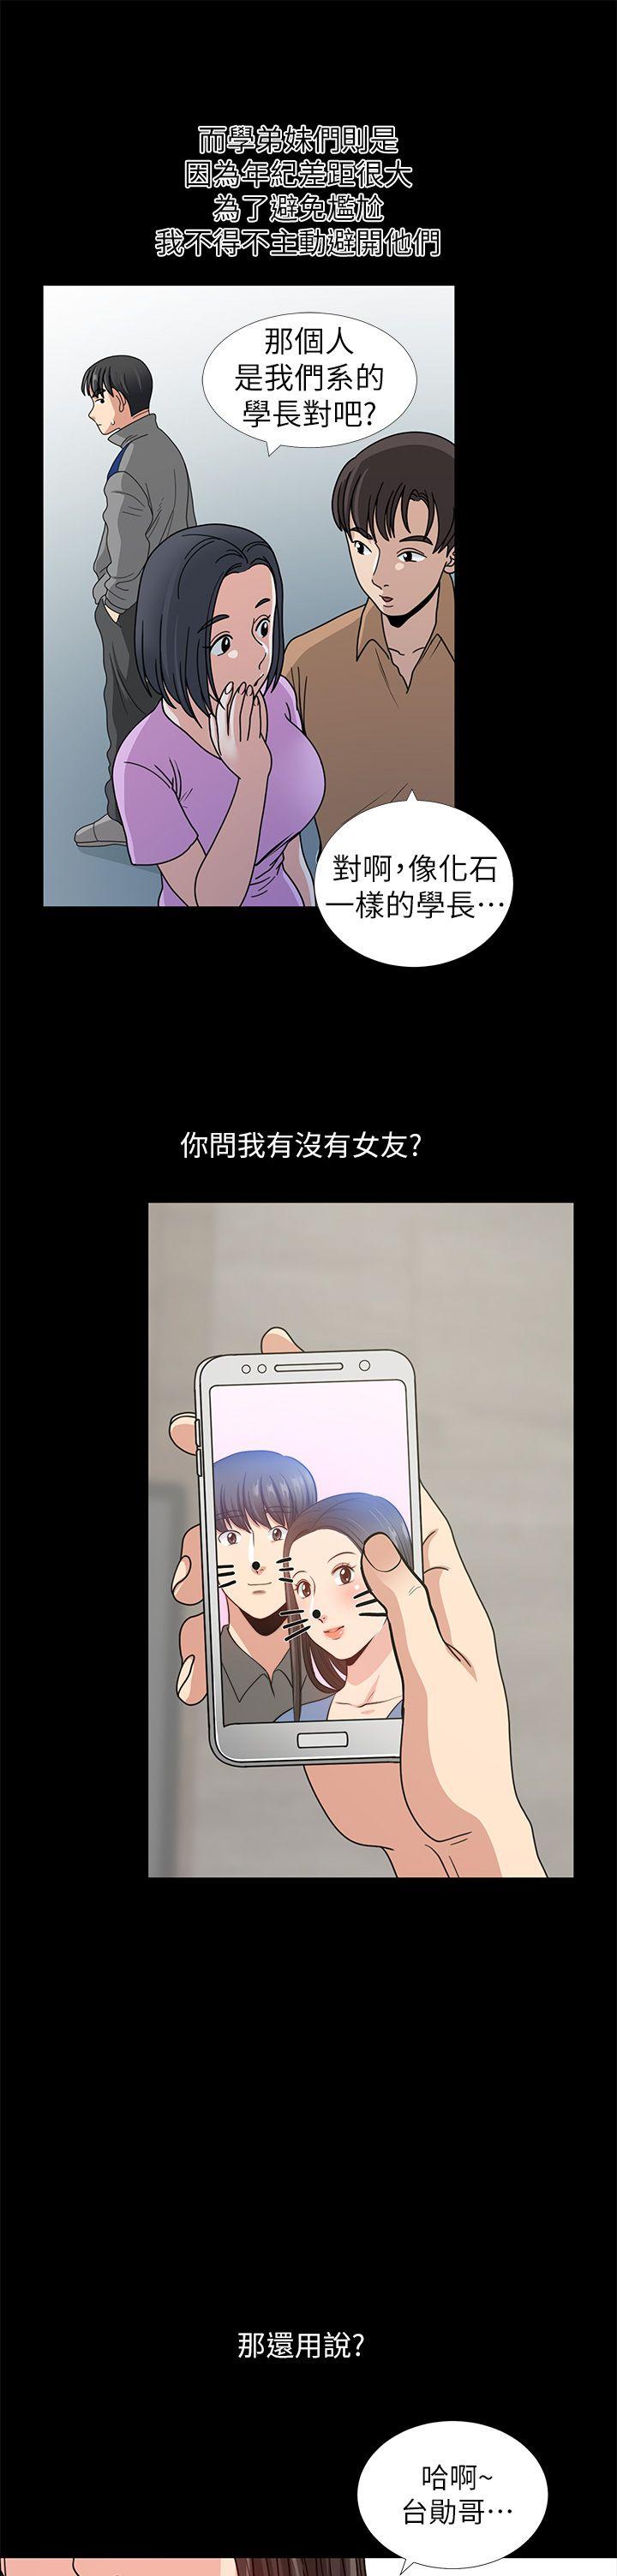 而學弟妹們則是
因為年紀差距很大
為了避免尷尬
我不得不主動避開他們
那個人
是我們系的
學長對吧?
對啊,像化石
一樣的學長…
你問我有沒有女友?
那還用說?
哈啊~
台勛哥…